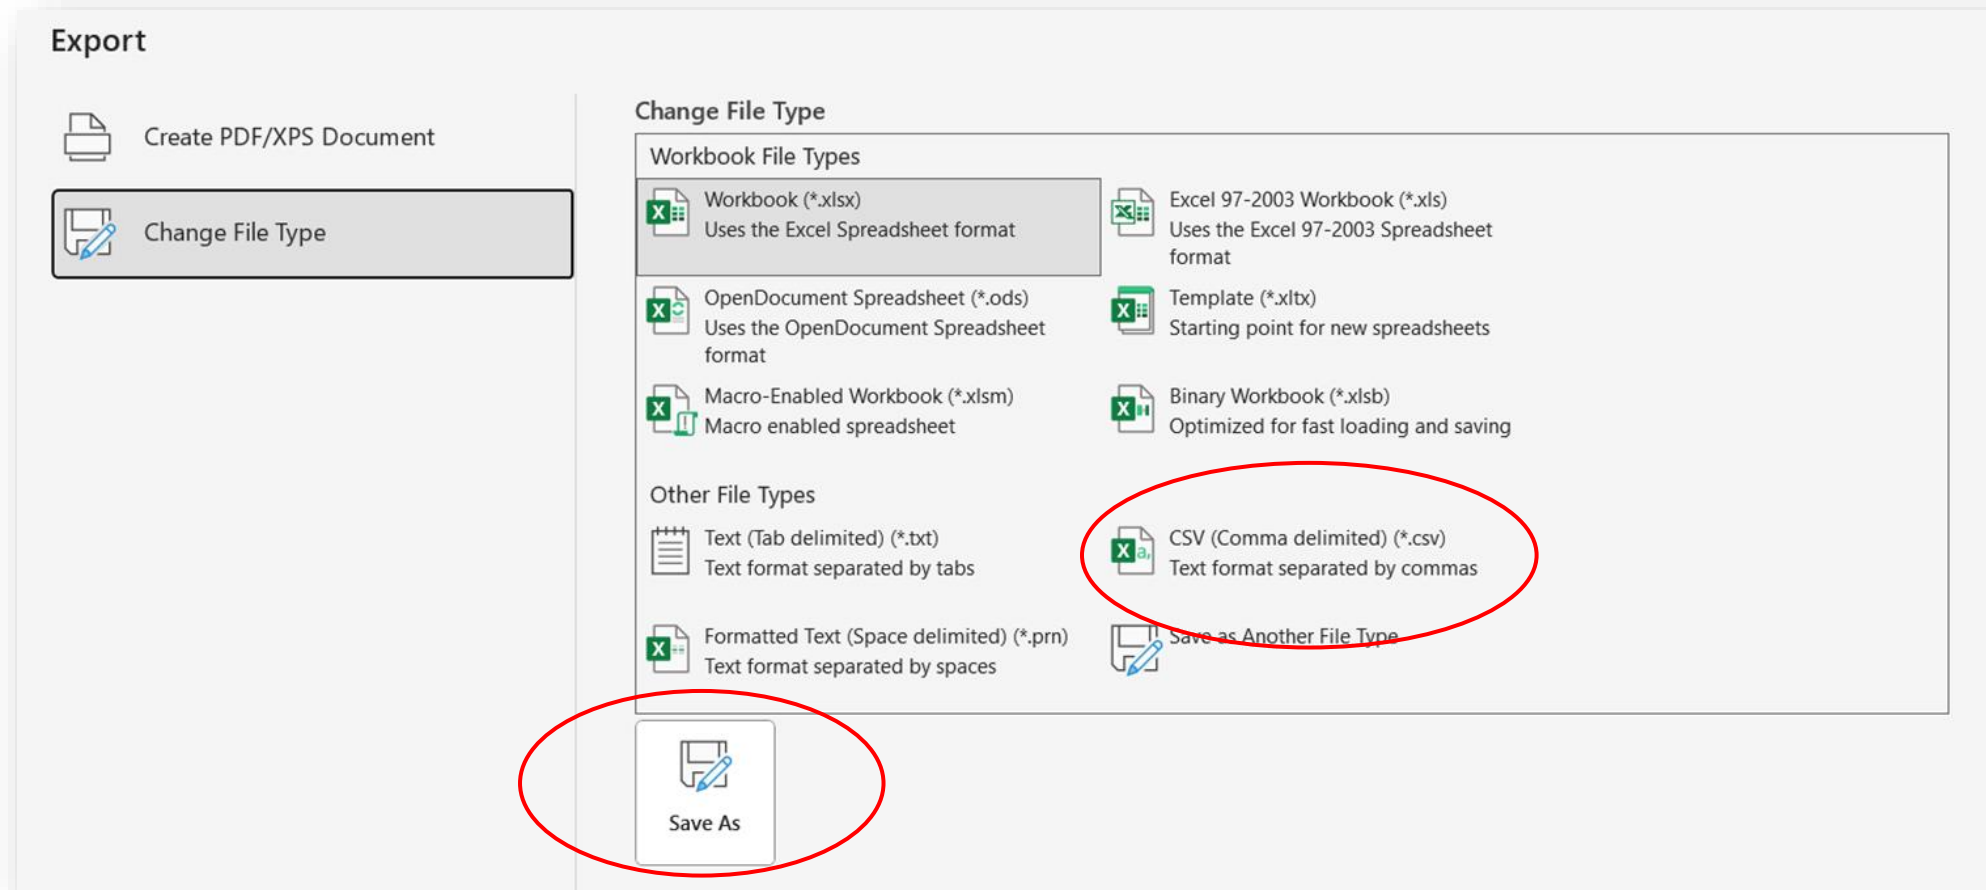 Export
Create PDF/XPS Document
Change File Type
Change File Type
Workbook File Types
Workbook (*.xlsx)
Uses the Excel Spreadsheet format
Excel 97-2003 Workbook (*.xls)
Uses the Excel 97-2003 Spreadsheet
format
OpenDocument Spreadsheet (*.ods)
Uses the OpenDocument Spreadsheet
format
Template (*.xltx)
Starting point for new spreadsheets
Macro-Enabled Workbook (*.xlsm)
Macro enabled spreadsheet
Binary Workbook (*.xlsb)
Optimized for fast loading and saving
Other File Types
Text (Tab delimited) (*.txt)
Text format separated by tabs
CSV (Comma delimited) (*.csv)
Text format separated by commas
Formatted Text (Space delimited) (*.prn)
Text format separated by spaces
Save as Another File Type
Save As